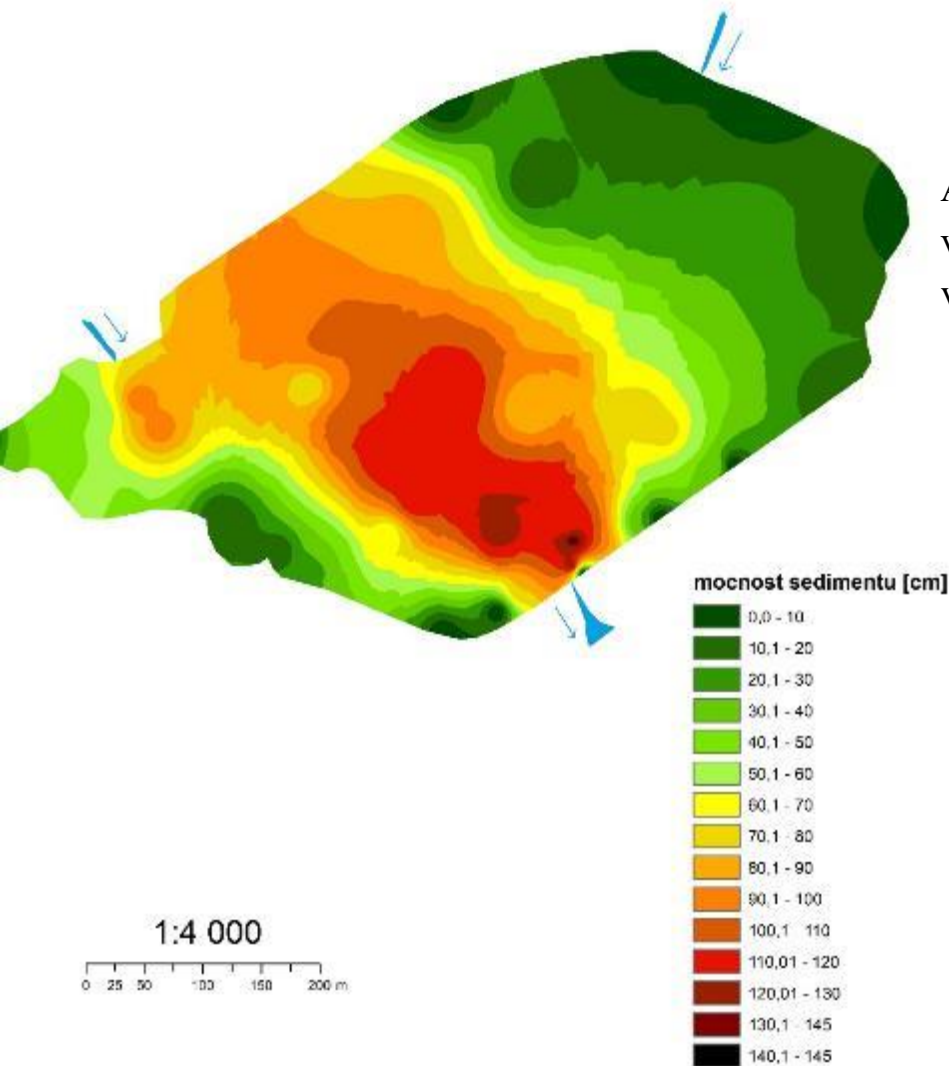 A
v
v
mocnost sedimentu [cm]
0,0 - 10
10,1 - 20
20,1 - 30
30,1 - 40
40,1 - 50
50,1 - 60
60,1 - 70
70,1 - 80
80,1 - 90
90,1 - 100
100,1 110
110,01 - 120
120,01 - 130
130,1 145
140,1 - 145
1:4 000
0 25 50 100 150 200 m